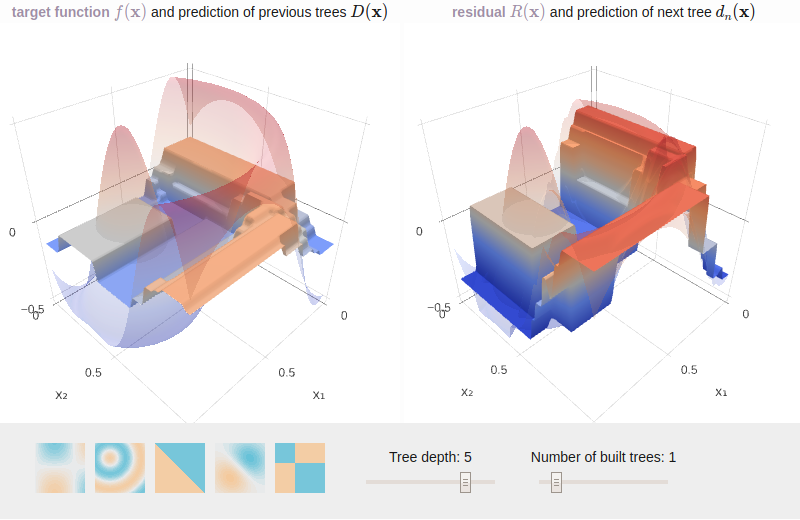 target function f(x) and prediction of previous trees D(x)
residual R(x) and prediction of next tree dₙ(x)
0
−0.5
0
0.5
x₂
0
0.5
x₁
0
−0.5
0
0.5
x₂
0
0.5
x₁
Tree depth: 5
Number of built trees: 1